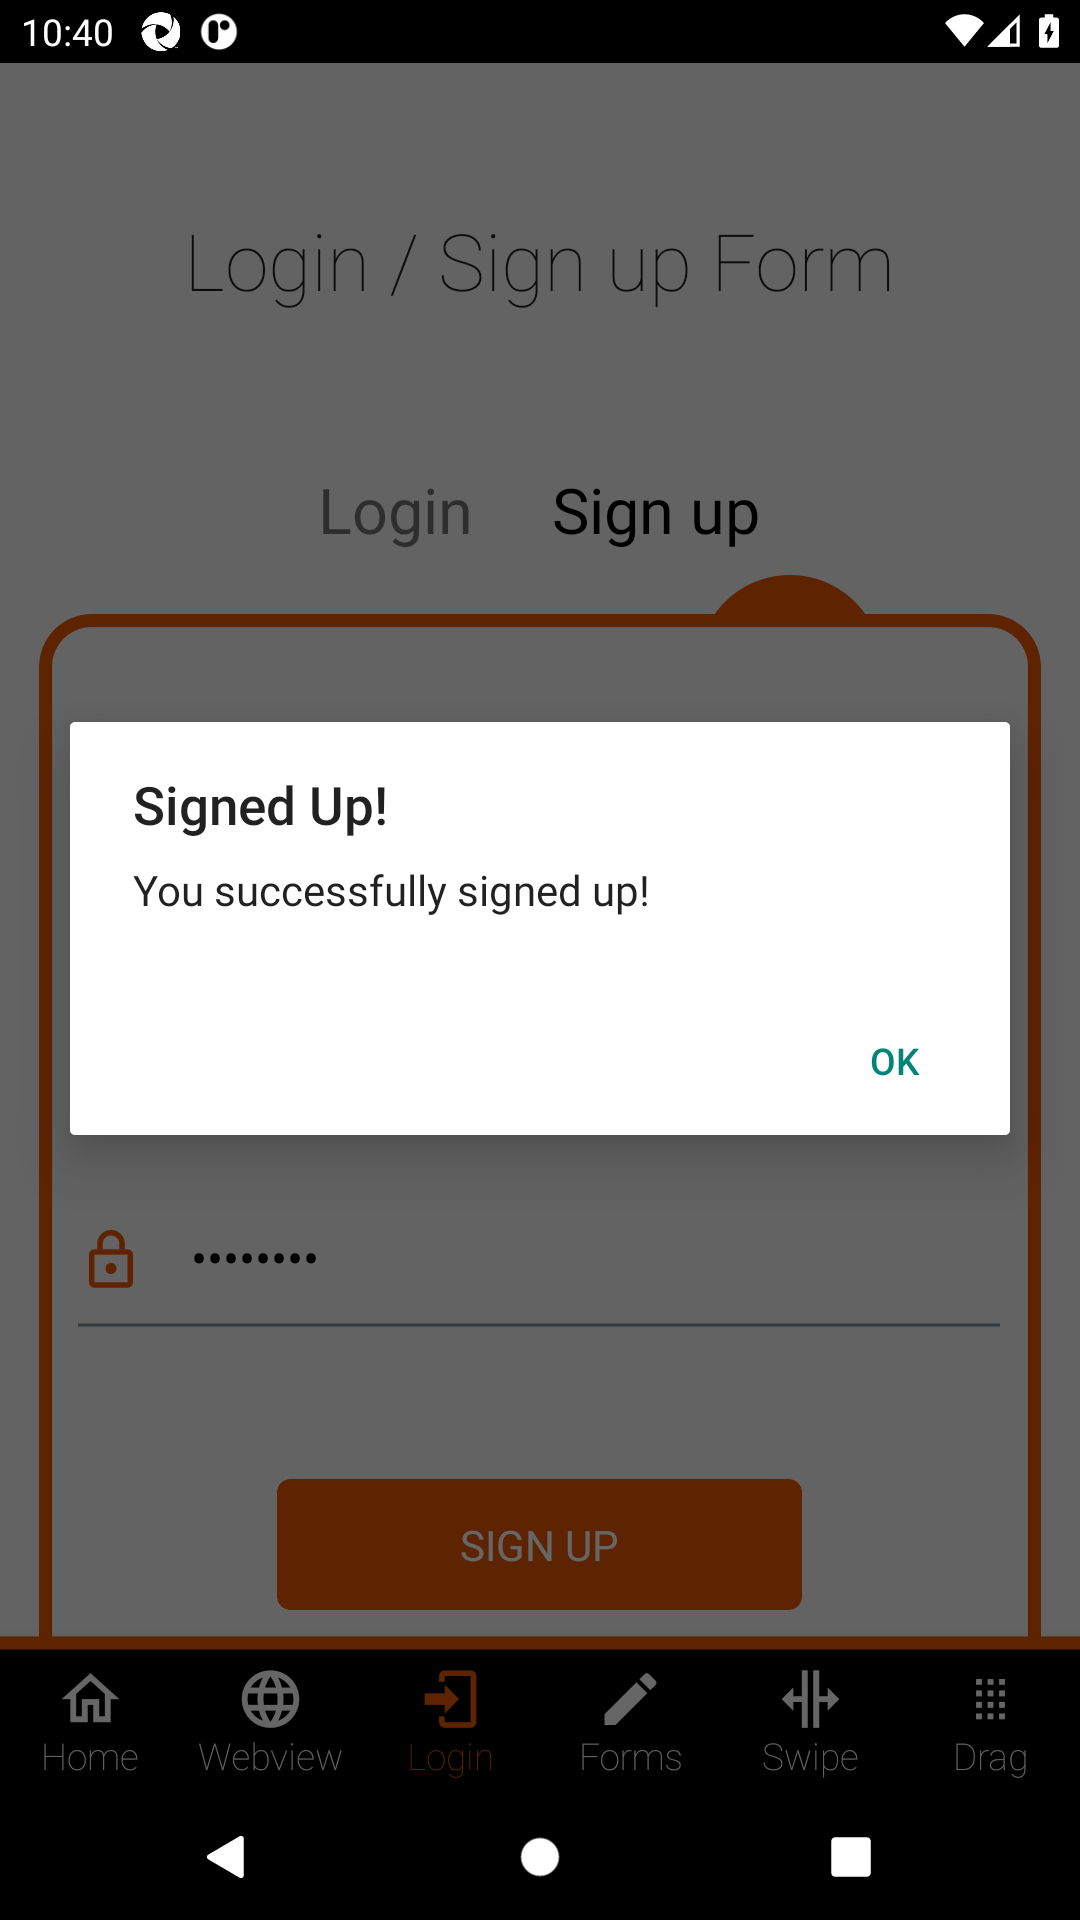 10:40
Login / Sign up Form
Login Sign up
Signed Up!
You successfully signed up!
OK
••••••••
SIGN UP
Home Webview Login Forms Swipe Drag